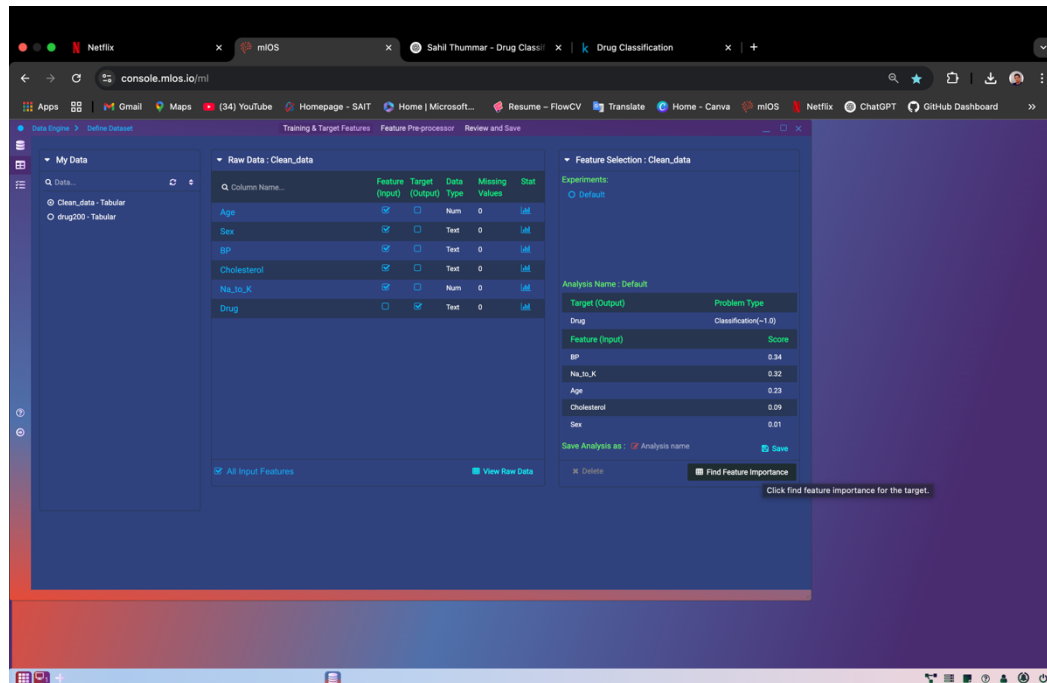 Netflix
mlOS
Sahil Thummar - Drug Classif
Drug Classification
console.mlos.io/ml
Apps
Gmail
Maps
(34) YouTube
Homepage - SAIT
Home | Microsoft...
Resume – FlowCV
Translate
Home - Canva
mlOS
Netflix
ChatGPT
GitHub Dashboard
Data Engine > Define Dataset
Training & Target Features
Feature Pre-processor
Review and Save
My Data
Data...
Clean_data - Tabular
drug200 - Tabular
Raw Data : Clean_data
Column Name... Feature (Input) Target (Output) Data Type Missing Values Stat
Age Num 0
Sex Text 0
BP Text 0
Cholesterol Text 0
Na_to_K Num 0
Drug Text 0
All Input Features
View Raw Data
Feature Selection : Clean_data
Experiments:
Default
Analysis Name : Default
Target (Output) Problem Type
Drug Classification(~1.0)
Feature (Input) Score
BP 0.34
Na_to_K 0.32
Age 0.23
Cholesterol 0.09
Sex 0.01
Save Analysis as : Analysis name Save
Delete Find Feature Importance
Click find feature importance for the target.